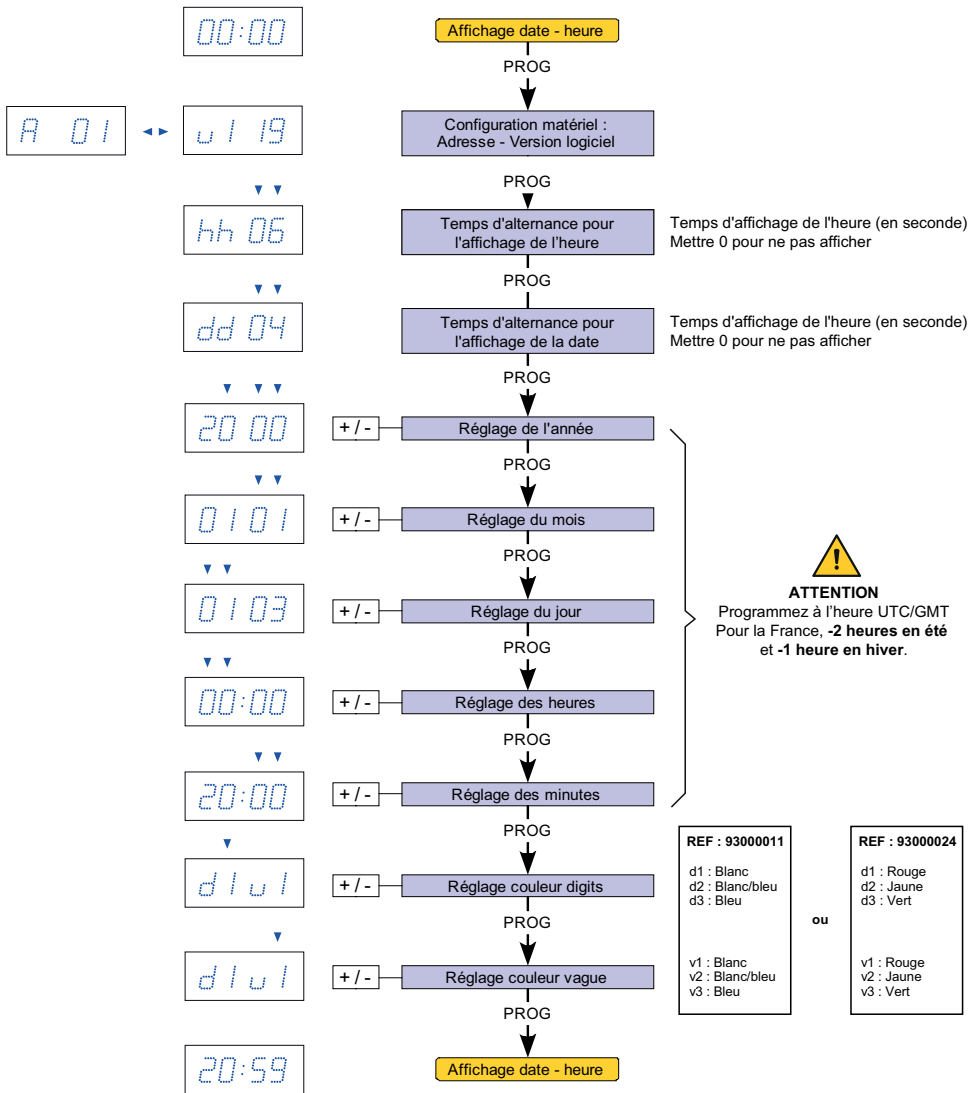 00:00
Affichage date - heure
PROG
A 01
v1 19
Configuration matériel :
Adresse - Version logiciel
PROG
hh 06
Temps d'alternance pour
l'affichage de l'heure
Temps d'affichage de l'heure (en seconde)
Mettre 0 pour ne pas afficher
PROG
dd 04
Temps d'alternance pour
l'affichage de la date
Temps d'affichage de l'heure (en seconde)
Mettre 0 pour ne pas afficher
PROG
20 00
+ / -
Réglage de l'année
PROG
01 01
+ / -
Réglage du mois
PROG
01 03
+ / -
Réglage du jour
PROG
00:00
+ / -
Réglage des heures
PROG
20:00
+ / -
Réglage des minutes
ATTENTION
Programmez à l'heure UTC/GMT
Pour la France, -2 heures en été
et -1 heure en hiver.
PROG
d1v1
+ / -
Réglage couleur digits
PROG
d1v1
+ / -
Réglage couleur vague
PROG
REF : 93000011
d1 : Blanc
d2 : Blanc/bleu
d3 : Bleu
v1 : Blanc
v2 : Blanc/bleu
v3 : Bleu
ou
REF : 93000024
d1 : Rouge
d2 : Jaune
d3 : Vert
v1 : Rouge
v2 : Jaune
v3 : Vert
20:59
Affichage date - heure